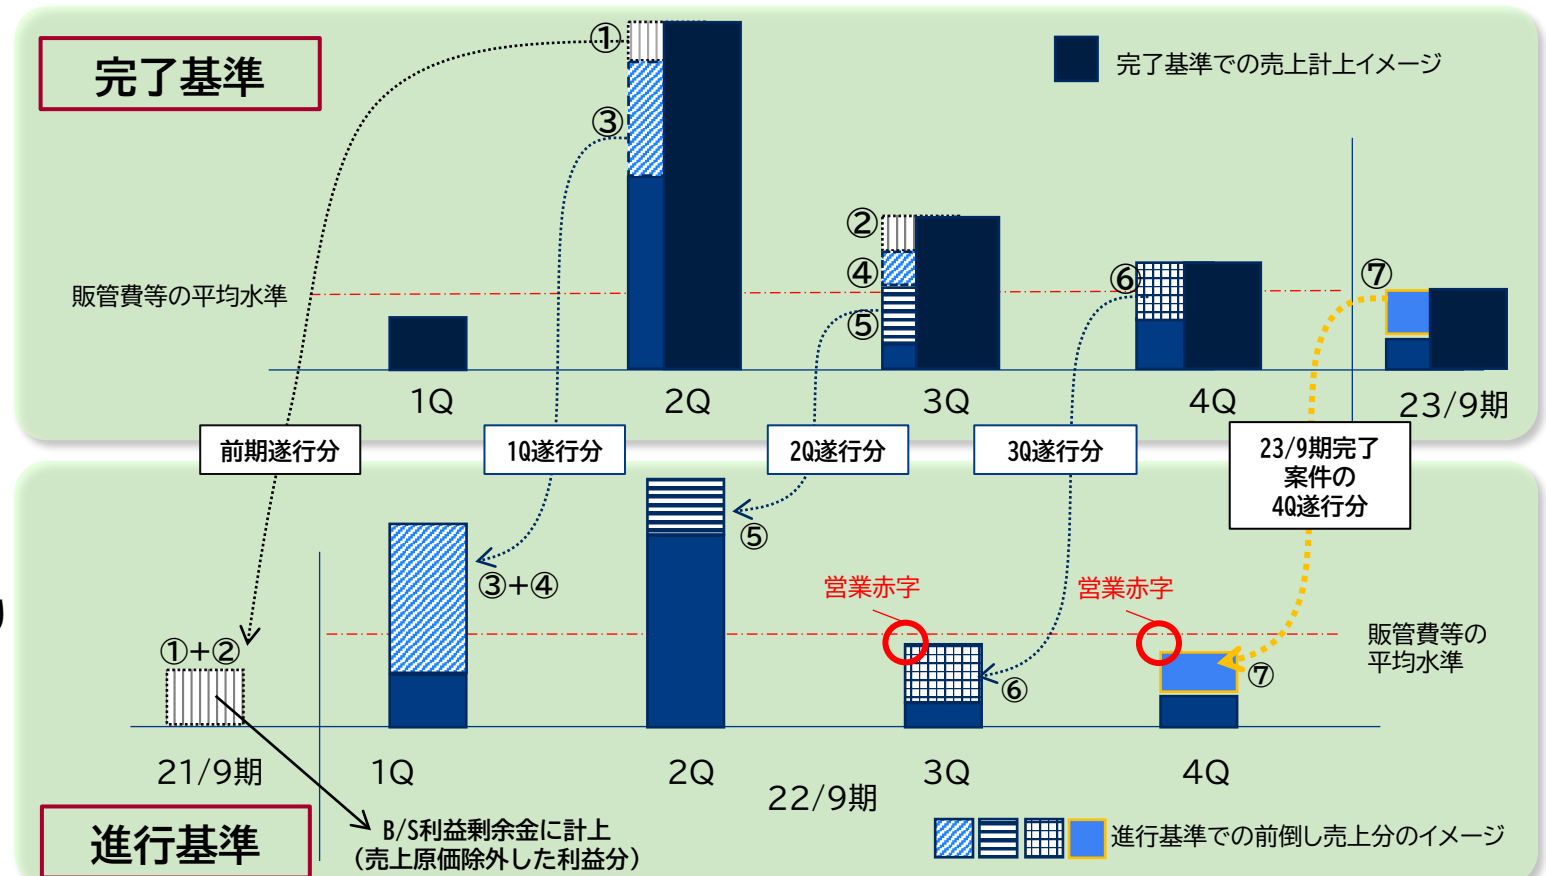 完了基準
完了基準での売上計上イメージ
①
③
②
④
⑤
⑥
⑦
販管費等の平均水準
1Q
2Q
3Q
4Q
23/9期
前期遂行分
1Q遂行分
2Q遂行分
3Q遂行分
23/9期完了
案件の
4Q遂行分
①+②
③+④
⑤
営業赤字
⑥
営業赤字
⑦
販管費等の
平均水準
21/9期
1Q
2Q
3Q
4Q
22/9期
進行基準
B/S利益剰余金に計上
（売上原価除外した利益分）
進行基準での前倒し売上分のイメージ